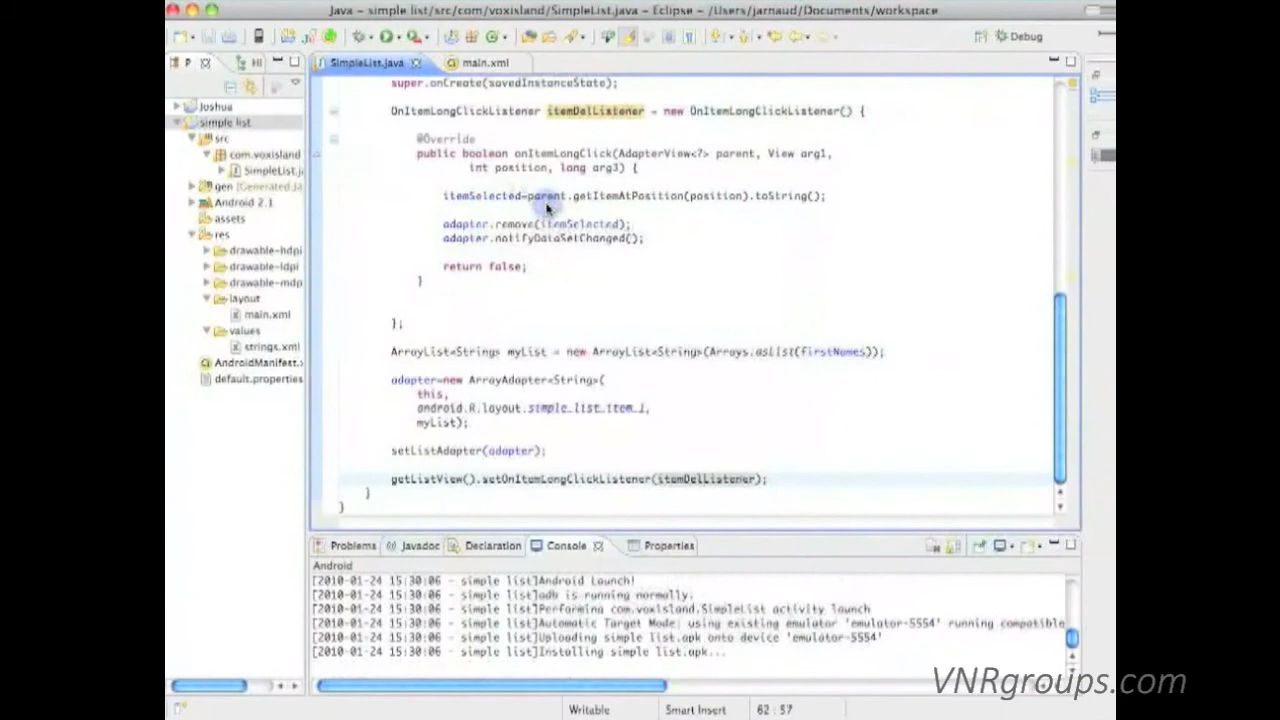 Java - simple list/src/com/voxisland/SimpleList.java - Eclipse - /Users/jarnaud/Documents/workspace
Debug
P
Hi
SimpleList.java
main.xml
Joshua
simple list
src
com.voxisland
SimpleList.j
gen [Generated Ja
Android 2.1
assets
res
drawable-hdpi
drawable-ldpi
drawable-mdp
layout
main.xml
values
strings.xml
AndroidManifest.x
default.properties
super.onCreate(savedInstanceState);
OnItemLongClickListener itemDelListener = new OnItemLongClickListener() {
@Override
public boolean onItemLongClick(AdapterView<?> parent, View arg1,
int position, long arg3) {
itemSelected=parent.getItemAtPosition(position).toString();
adapter.remove(itemSelected);
adapter.notifyDataSetChanged();
return false;
}
};
ArrayList<String> myList = new ArrayList<String>(Arrays.asList(firstNames));
adapter=new ArrayAdapter<String>(
this,
android.R.layout.simple_list_item_1,
myList);
setListAdapter(adapter);
getListView().setOnItemLongClickListener(itemDelListener);
}
}
Problems
Javadoc
Declaration
Console
Properties
Android
[2010-01-24 15:30:06 - simple list]Android Launch!
[2010-01-24 15:30:06 - simple list]adb is running normally.
[2010-01-24 15:30:06 - simple list]Performing com.voxisland.SimpleList activity launch
[2010-01-24 15:30:06 - simple list]Automatic Target Mode: using existing emulator 'emulator-5554' running compatible
[2010-01-24 15:30:06 - simple list]Uploading simple list.apk onto device 'emulator-5554'
[2010-01-24 15:30:06 - simple list]Installing simple list.apk...
VNRgroups.com
Writable
Smart Insert
62 : 57